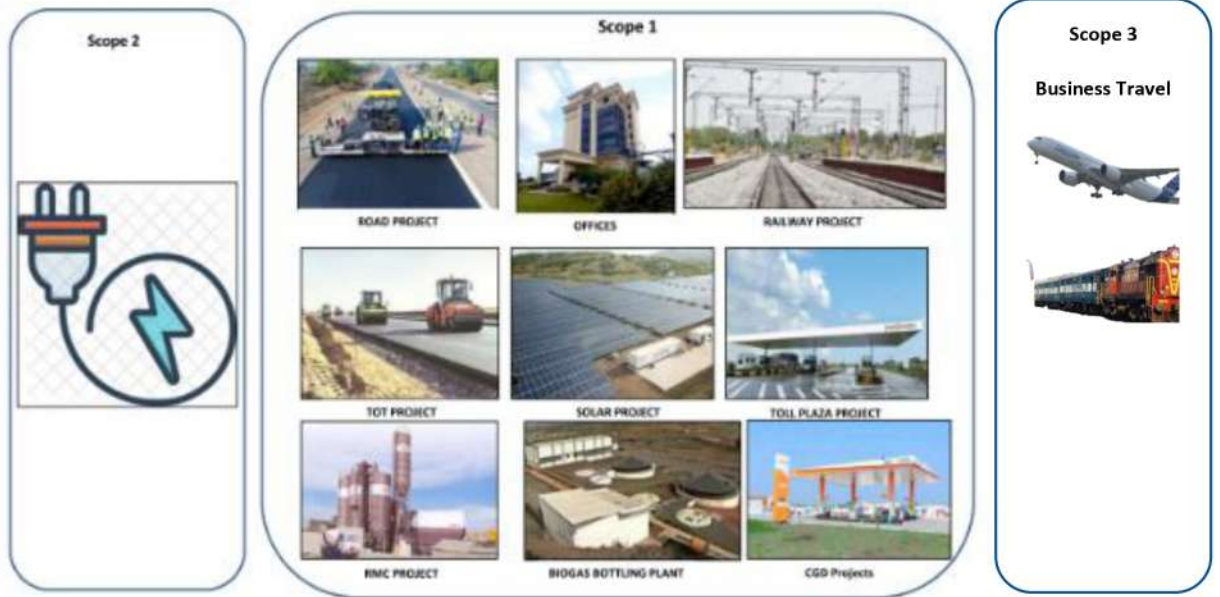 Scope 2
Scope 1
ROAD PROJECT
OFFICES
RAILWAY PROJECT
TOT PROJECT
SOLAR PROJECT
TOLL PLAZA PROJECT
RMC PROJECT
BIOGAS BOTTLING PLANT
CGD Projects
Scope 3
Business Travel